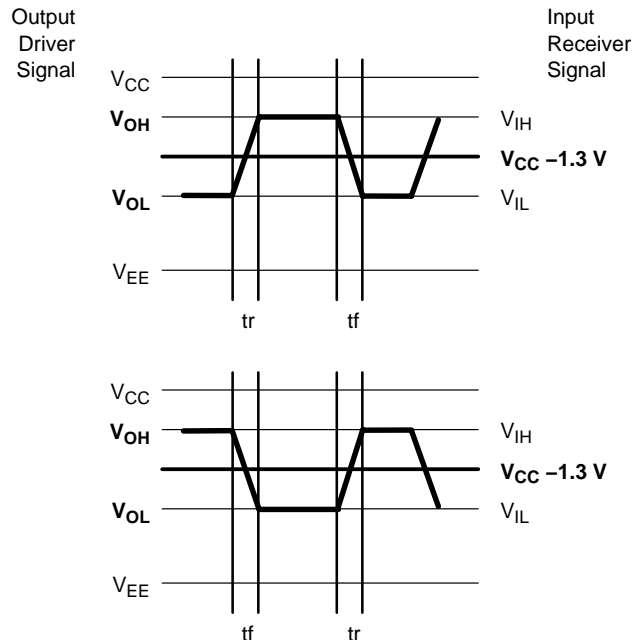 Output
Driver
Signal
Input
Receiver
Signal
VCC
VOH
VIH
VCC –1.3 V
VOL
VIL
VEE
tr
tf
VCC
VOH
VIH
VCC –1.3 V
VOL
VIL
VEE
tf
tr